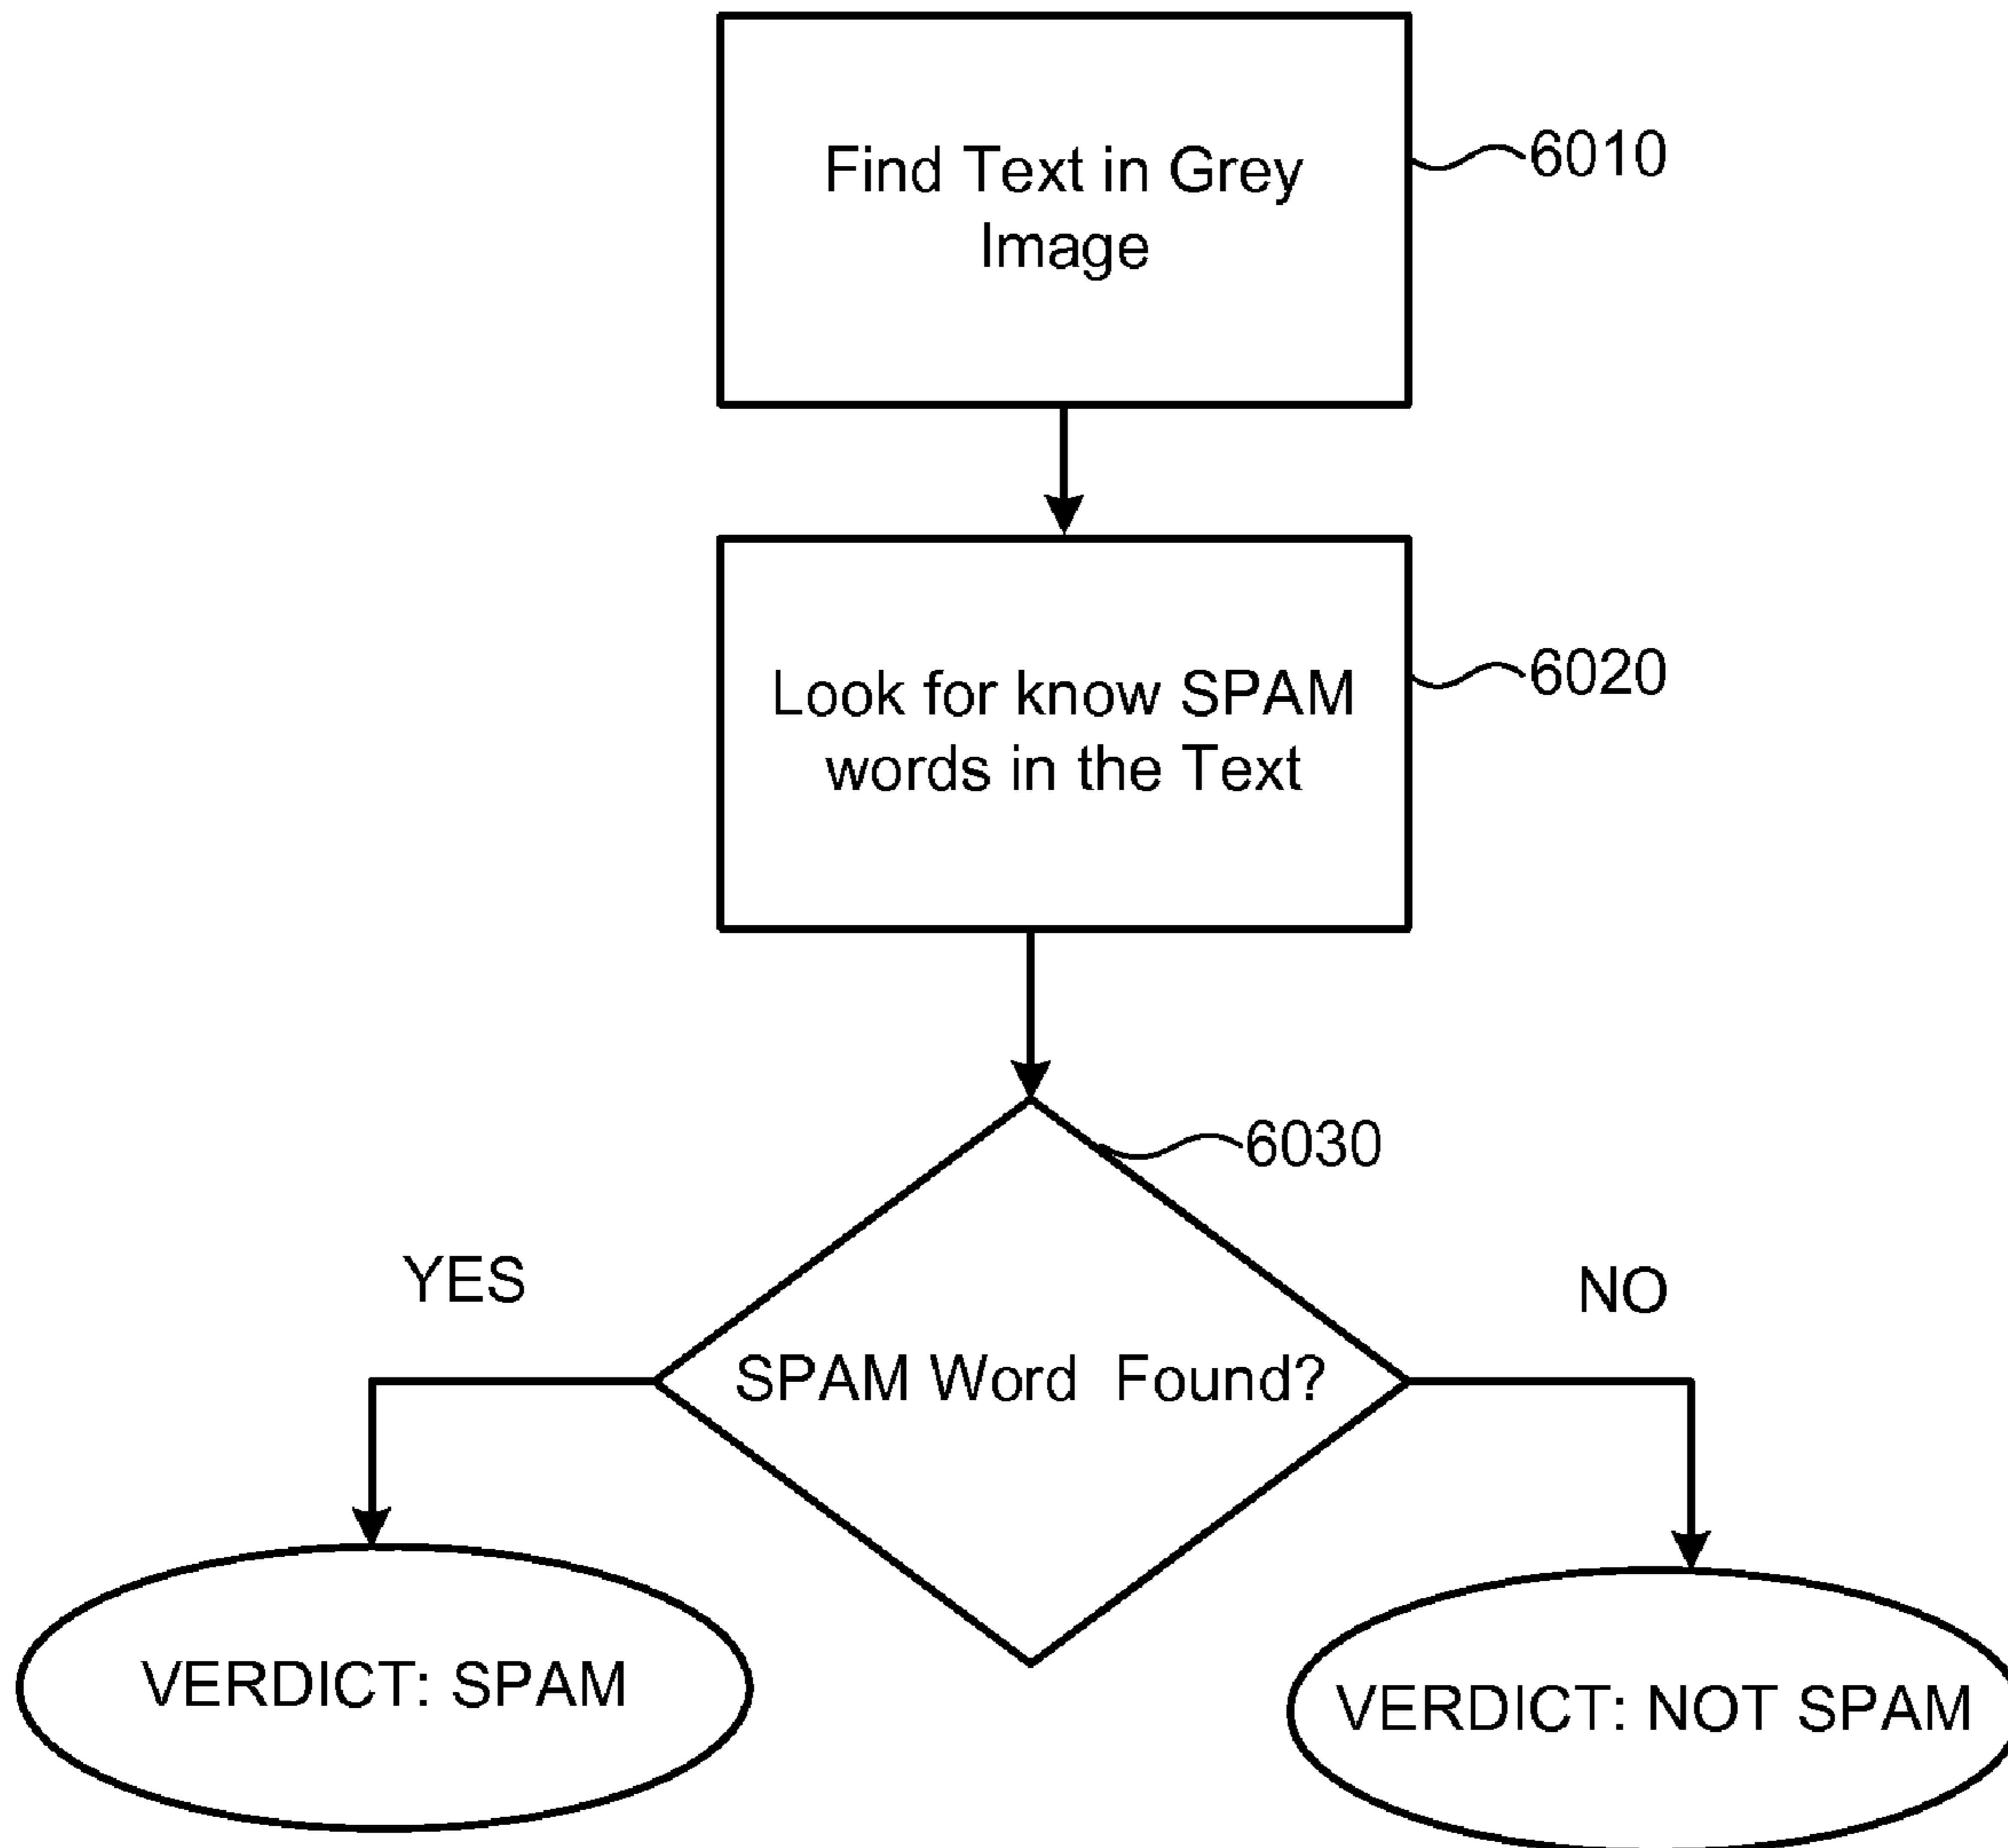 Find Text in Grey
Image
6010
Look for know SPAM
words in the Text
6020
6030
YES
NO
SPAM Word Found?
VERDICT: SPAM
VERDICT: NOT SPAM